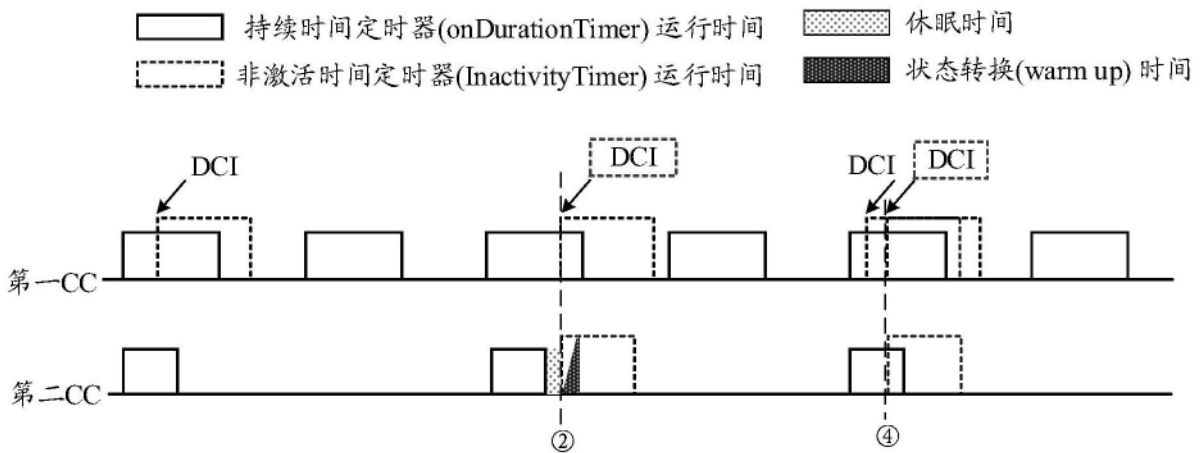 持续时间定时器(onDurationTimer) 运行时间
休眠时间
非激活时间定时器(InactivityTimer) 运行时间
状态转换(warm up) 时间
DCI
DCI
DCI
DCI
第一CC
第二CC
②
④